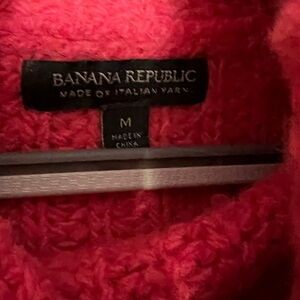 BANANA REPUBLIC
MADE OF ITALIAN YARN
M
MADE IN
CHINA